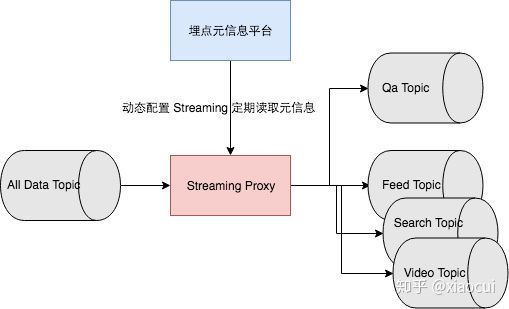 埋点元信息平台
动态配置 Streaming 定期读取元信息
Qa Topic
All Data Topic
Streaming Proxy
Feed Topic
Search Topic
Video Topic
知乎 @xiaocui